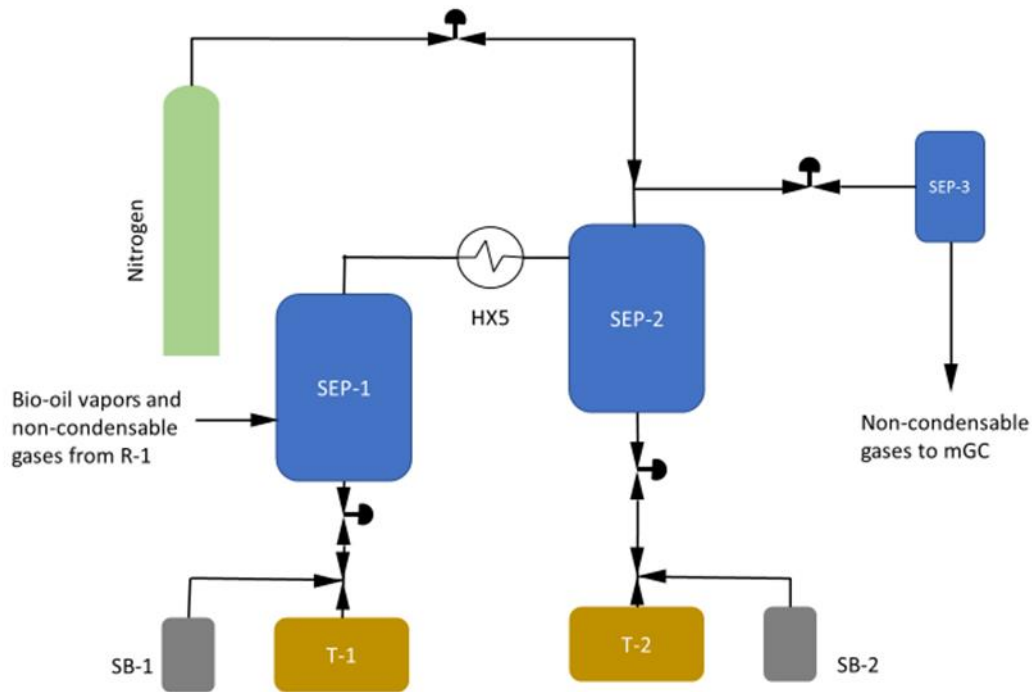 Nitrogen
SEP-3
HX5
SEP-2
SEP-1
Bio-oil vapors and
non-condensable
gases from R-1
Non-condensable
gases to mGC
SB-1
T-1
T-2
SB-2